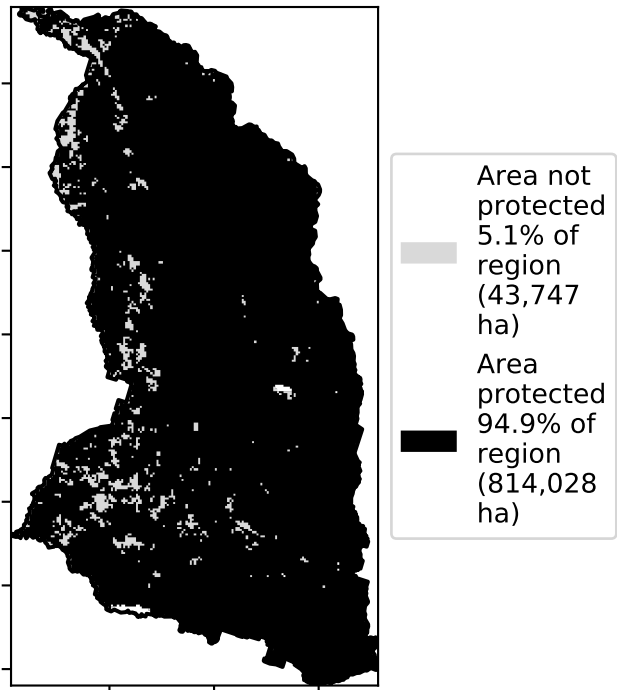 Area not
protected
5.1% of
region
(43,747
ha)
Area
protected
94.9% of
region
(814,028
ha)